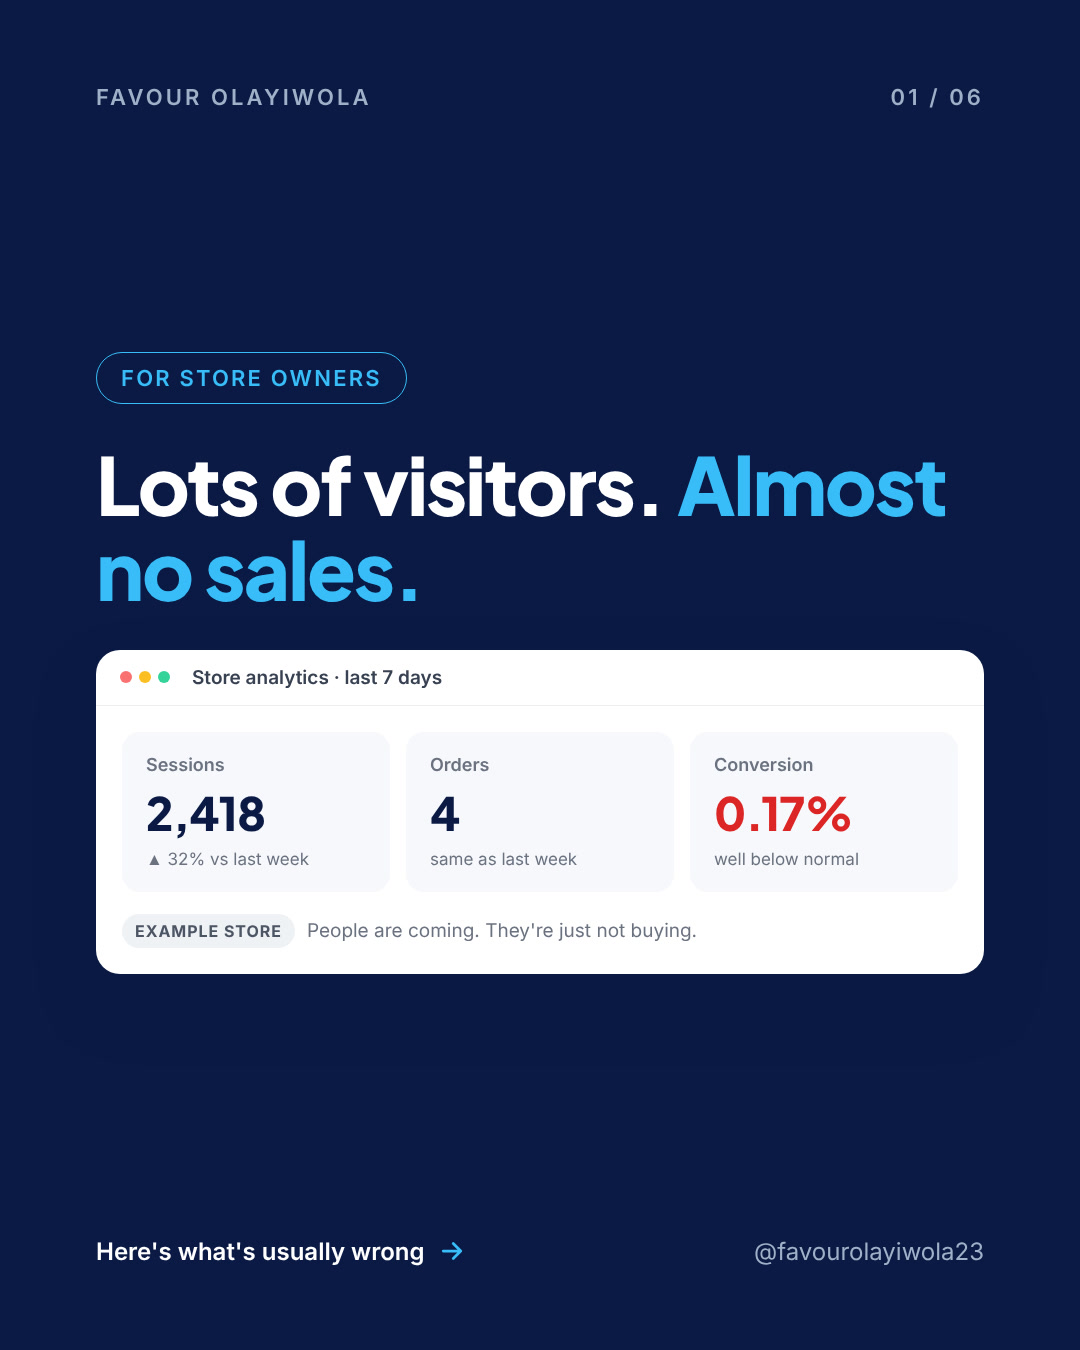 FAVOUR OLAYIWOLA
01 / 06
FOR STORE OWNERS
Lots of visitors. Almost
no sales.
Store analytics · last 7 days
Sessions
2,418
▲ 32% vs last week
Orders
4
same as last week
Conversion
0.17%
well below normal
EXAMPLE STORE People are coming. They're just not buying.
Here's what's usually wrong →
@favourolayiwola23